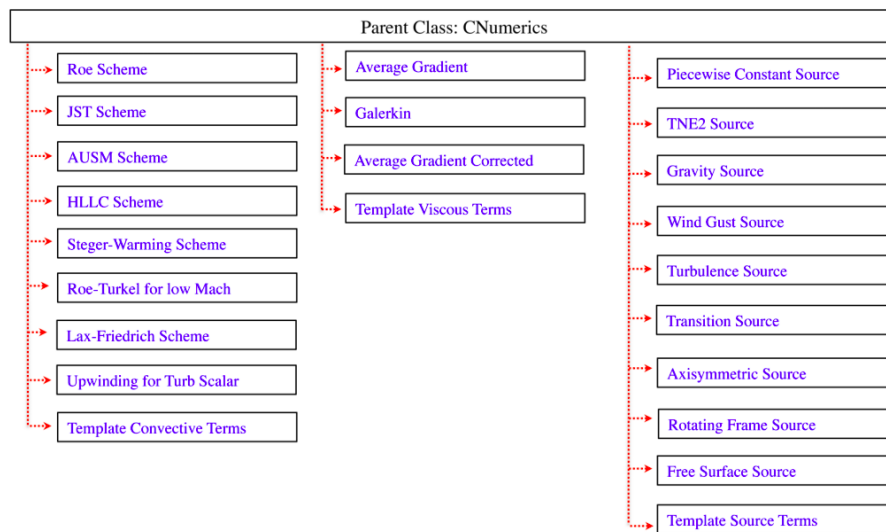 Parent Class: CNumerics
Roe Scheme
JST Scheme
AUSM Scheme
HLLC Scheme
Steger-Warming Scheme
Roe-Turkel for low Mach
Lax-Friedrich Scheme
Upwinding for Turb Scalar
Template Convective Terms
Average Gradient
Galerkin
Average Gradient Corrected
Template Viscous Terms
Piecewise Constant Source
TNE2 Source
Gravity Source
Wind Gust Source
Turbulence Source
Transition Source
Axisymmetric Source
Rotating Frame Source
Free Surface Source
Template Source Terms